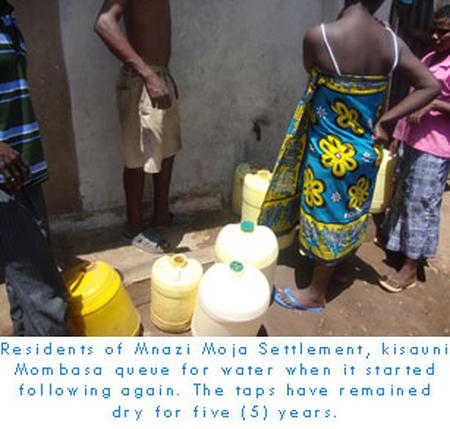 Residents of Mnazi Moja Settlement, kisauni
Mombasa queue for water when it started
following again. The taps have remained
dry for five (5) years.